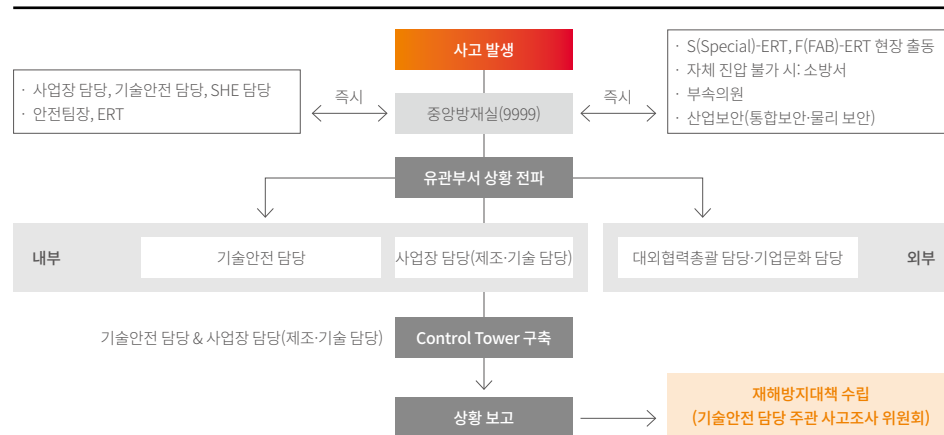 사고 발생
· 사업장 담당, 기술안전 담당, SHE 담당
· 안전팀장, ERT
즉시
중앙방재실(9999)
즉시
· S(Special)-ERT, F(FAB)-ERT 현장 출동
· 자체 진압 불가 시: 소방서
· 부속의원
· 산업보안(통합보안·물리 보안)
유관부서 상황 전파
내부
기술안전 담당
사업장 담당(제조·기술 담당)
대외협력총괄 담당·기업문화 담당
외부
기술안전 담당 & 사업장 담당(제조·기술 담당)
Control Tower 구축
상황 보고
재해방지대책 수립
(기술안전 담당 주관 사고조사 위원회)